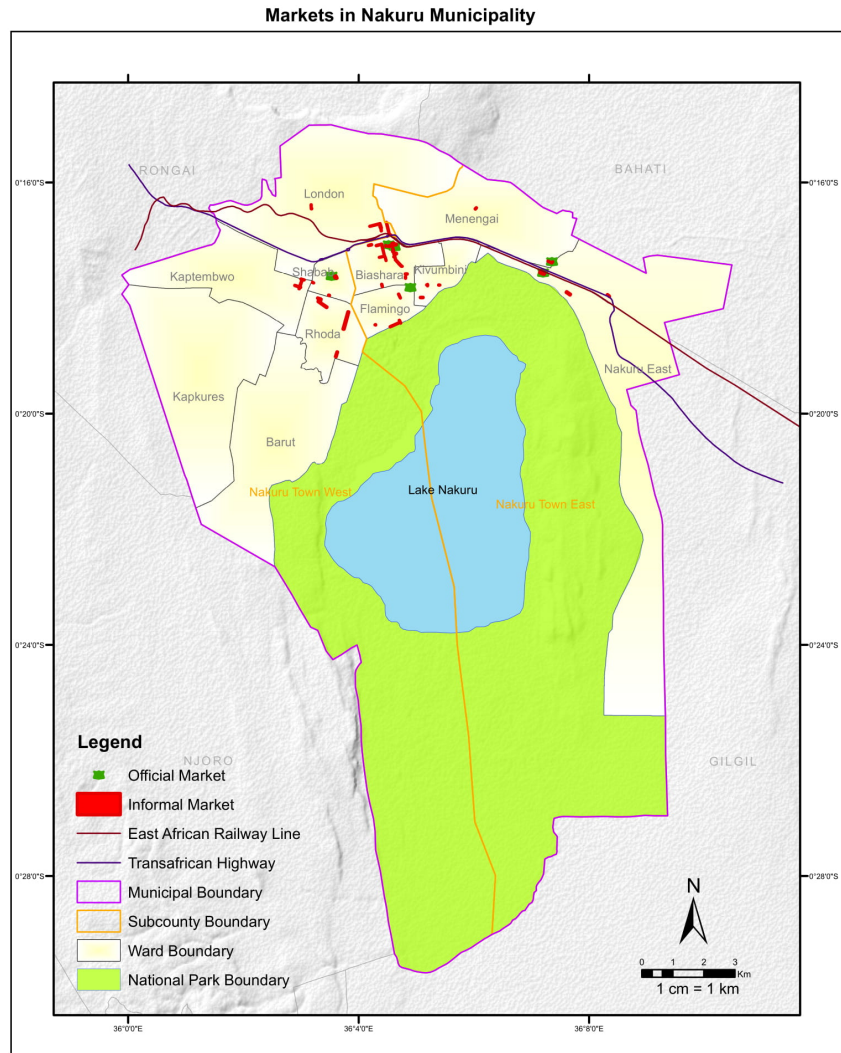 Markets in Nakuru Municipality
RONGAI
BAHATI
0°16'0"S
0°16'0"S
London
Menengai
Kaptembwo
Shabab
Biashara
Kivumbini
Flamingo
Rhoda
Nakuru East
Kapkures
0°20'0"S
0°20'0"S
Barut
Nakuru Town West
Lake Nakuru
Nakuru Town East
0°24'0"S
0°24'0"S
NJORO
GILGIL
Legend
Official Market
Informal Market
East African Railway Line
Transafrican Highway
Municipal Boundary
Subcounty Boundary
Ward Boundary
National Park Boundary
0°28'0"S
0°28'0"S
N
0 1 2 3
Km
1 cm = 1 km
36°0'0"E
36°4'0"E
36°8'0"E